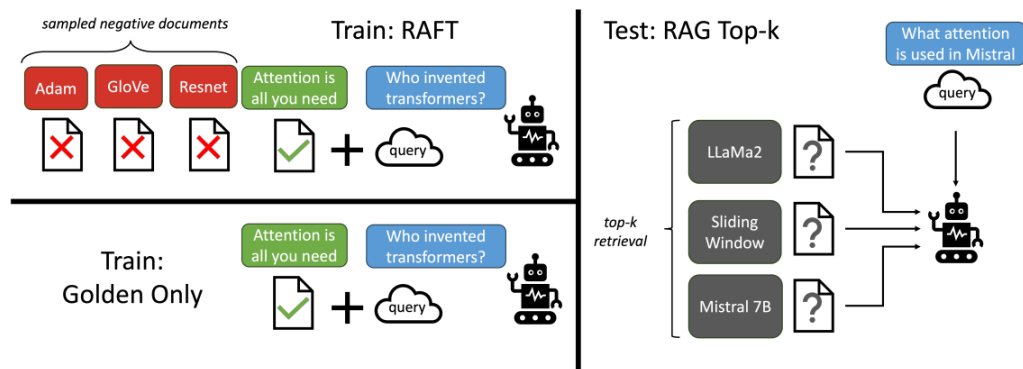 sampled negative documents
Train: RAFT
Adam
GloVe
Resnet
Attention is
all you need
Who invented
transformers?
query
Train:
Golden Only
Attention is
all you need
Who invented
transformers?
query
Test: RAG Top-k
What attention
is used in Mistral
query
top-k
retrieval
LLaMa2
?
Sliding
Window
?
Mistral 7B
?